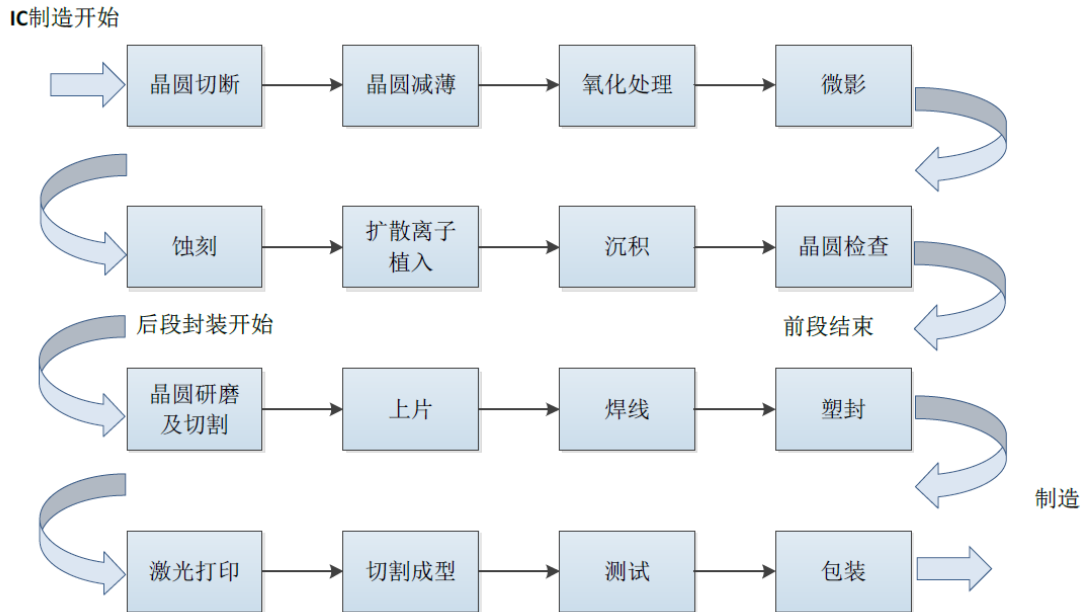 IC制造开始
晶圆切断
晶圆减薄
氧化处理
微影
蚀刻
扩散离子
植入
沉积
晶圆检查
后段封装开始
前段结束
晶圆研磨
及切割
上片
焊线
塑封
制造
激光打印
切割成型
测试
包装